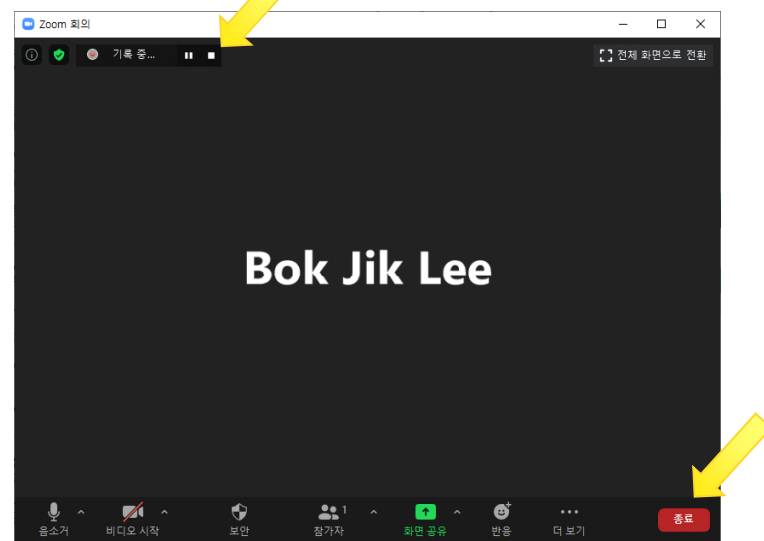 Zoom 회의
기록 중...
전체 화면으로 전환
Bok Jik Lee
1
음소거 비디오 시작 보안 참가자 화면 공유 반응 더 보기 종료